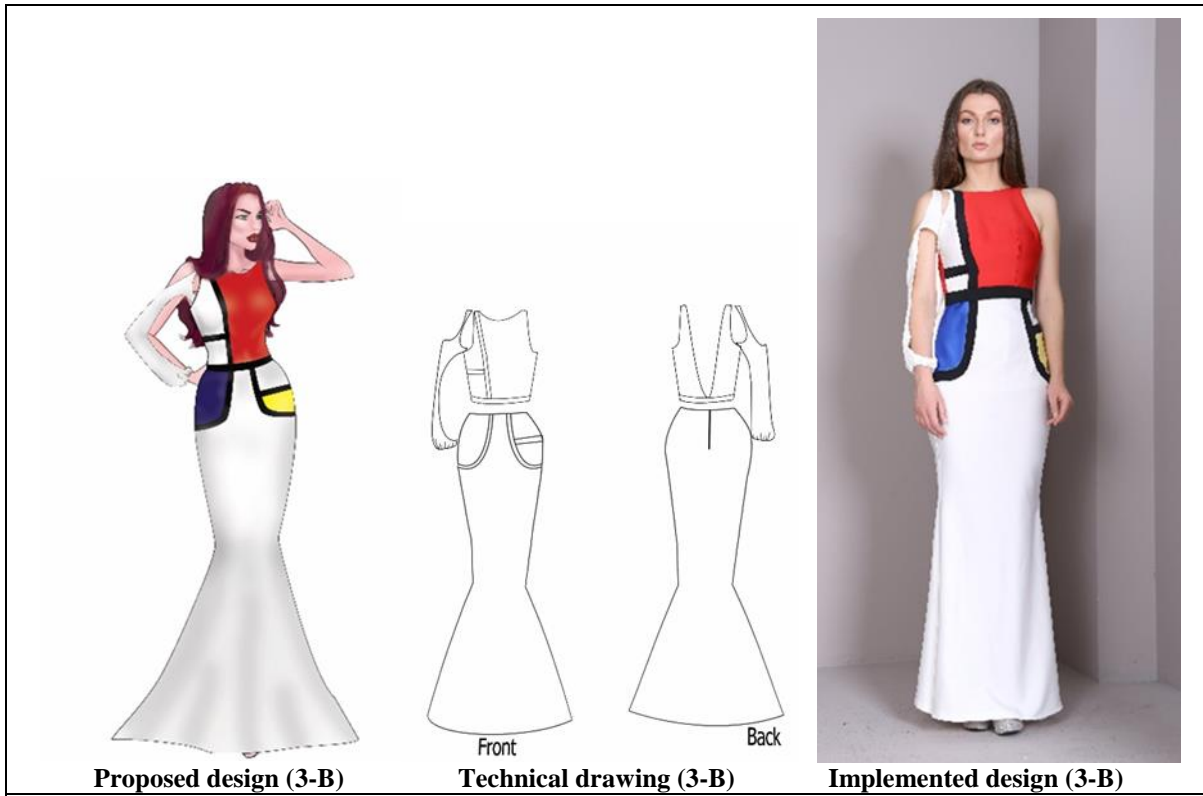 Front
Back
Proposed design (3-B) Technical drawing (3-B) Implemented design (3-B)